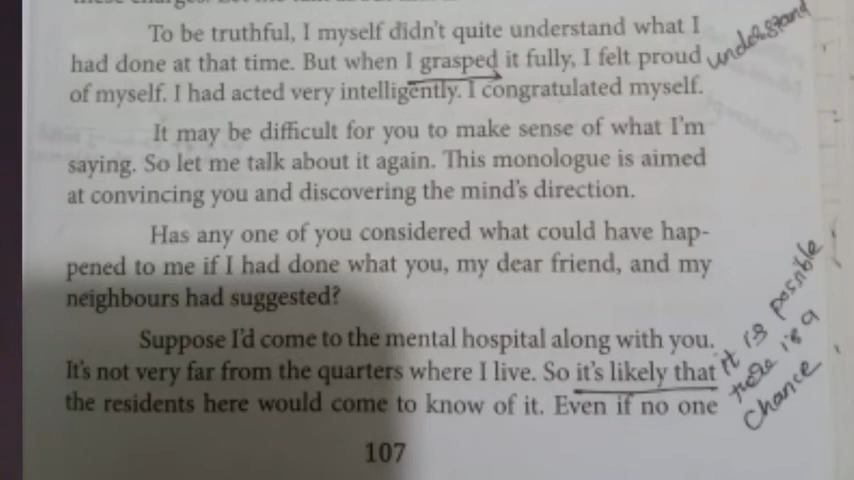 To be truthful, I myself didn't quite understand what I
had done at that time. But when I grasped it fully, I felt proud
understand
of myself. I had acted very intelligently. I congratulated myself.
It may be difficult for you to make sense of what I'm
saying. So let me talk about it again. This monologue is aimed
at convincing you and discovering the mind's direction.
Has any one of you considered what could have hap-
pened to me if I had done what you, my dear friend, and my
neighbours had suggested?
Suppose I'd come to the mental hospital along with you.
It's not very far from the quarters where I live. So it's likely that
the residents here would come to know of it. Even if no one
it is possible
there is a
chance
107